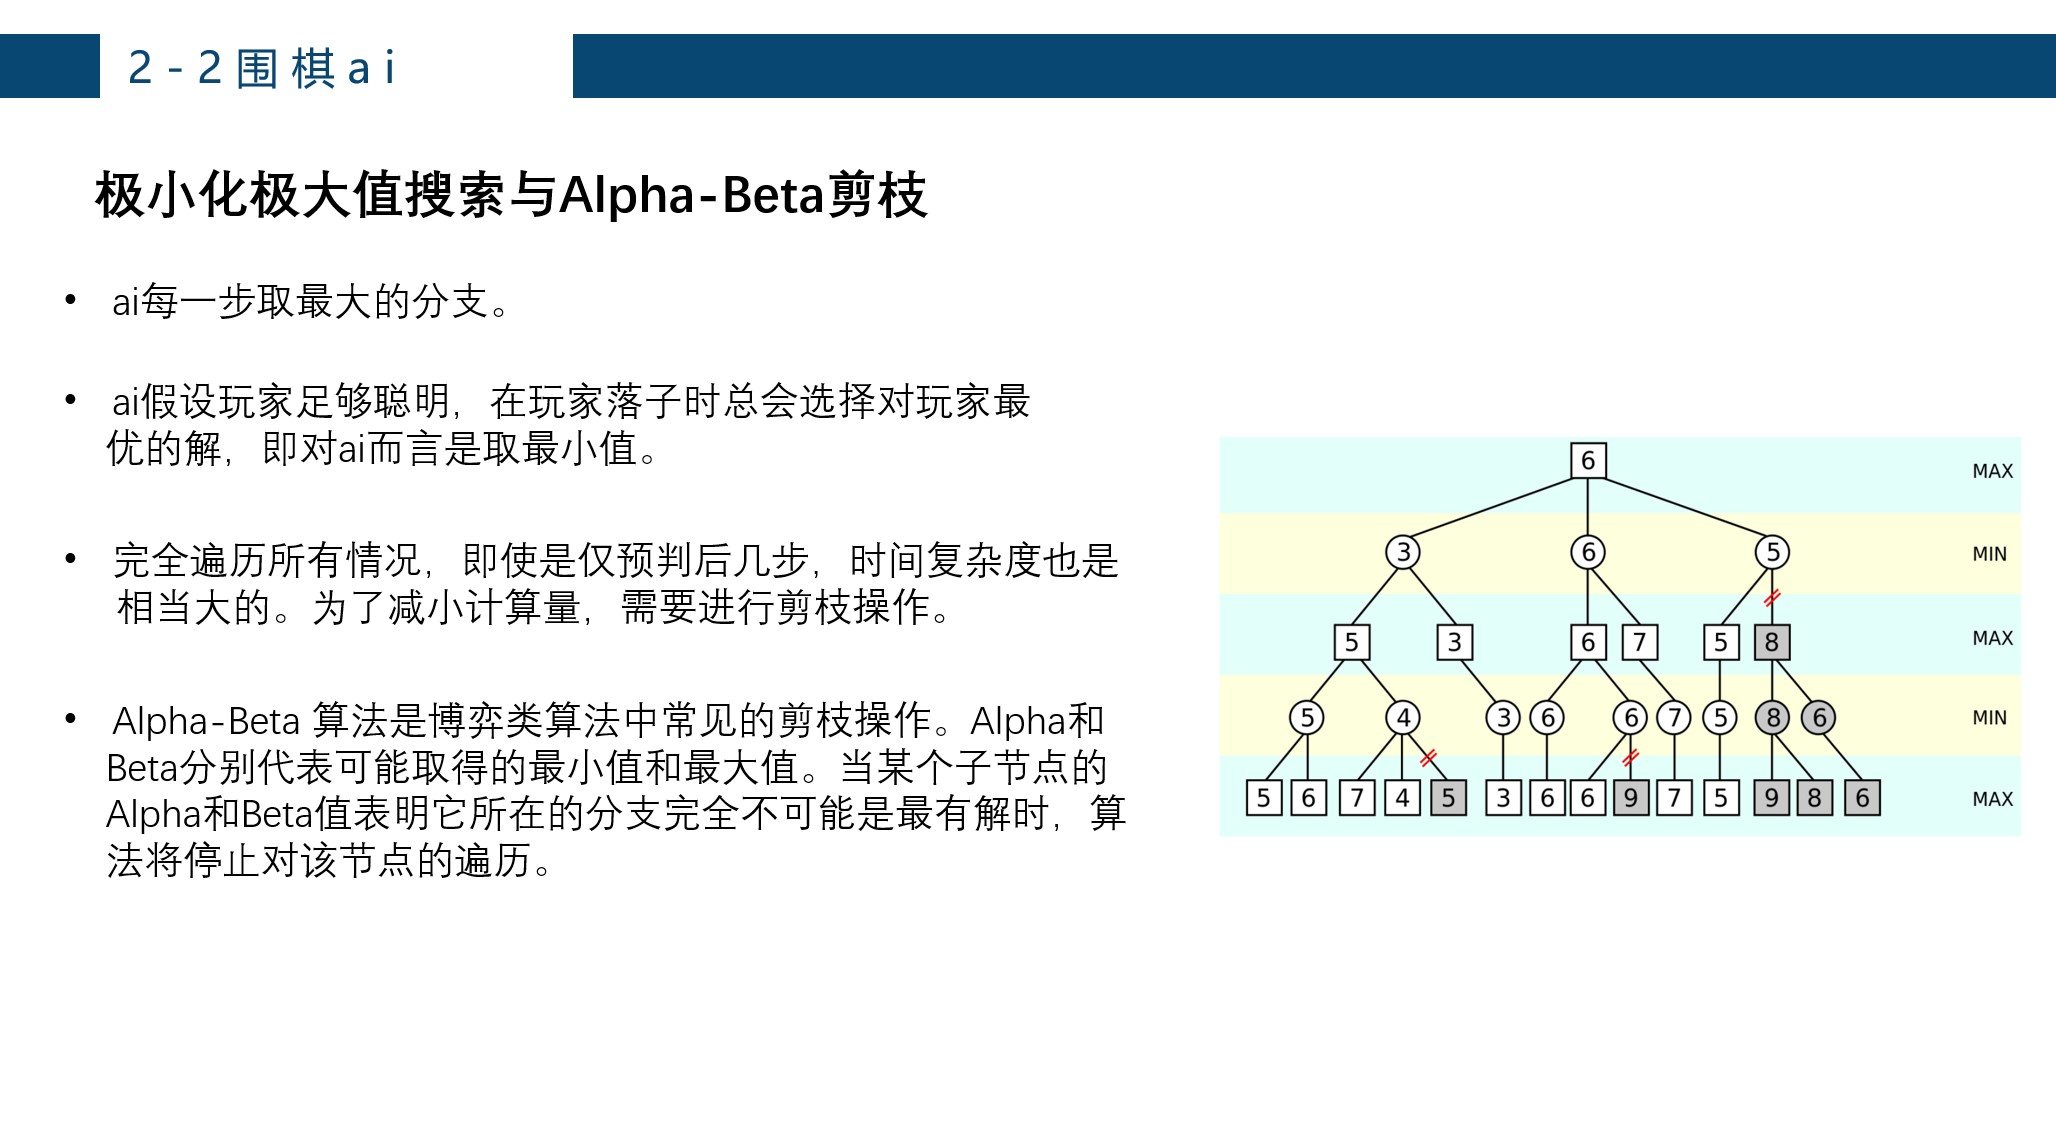 2-2围棋ai
极小化极大值搜索与Alpha-Beta剪枝
• ai每一步取最大的分支。
• ai假设玩家足够聪明，在玩家落子时总会选择对玩家最
优的解，即对ai而言是取最小值。
• 完全遍历所有情况，即使是仅预判后几步，时间复杂度也是
相当大的。为了减小计算量，需要进行剪枝操作。
• Alpha-Beta 算法是博弈类算法中常见的剪枝操作。Alpha和
Beta分别代表可能取得的最小值和最大值。当某个子节点的
Alpha和Beta值表明它所在的分支完全不可能是最有解时，算
法将停止对该节点的遍历。
6 MAX
3 6 5 MIN
5 3 6 7 5 8 MAX
5 4 3 6 6 7 5 8 6 MIN
5 6 7 4 5 3 6 6 9 7 5 9 8 6 MAX